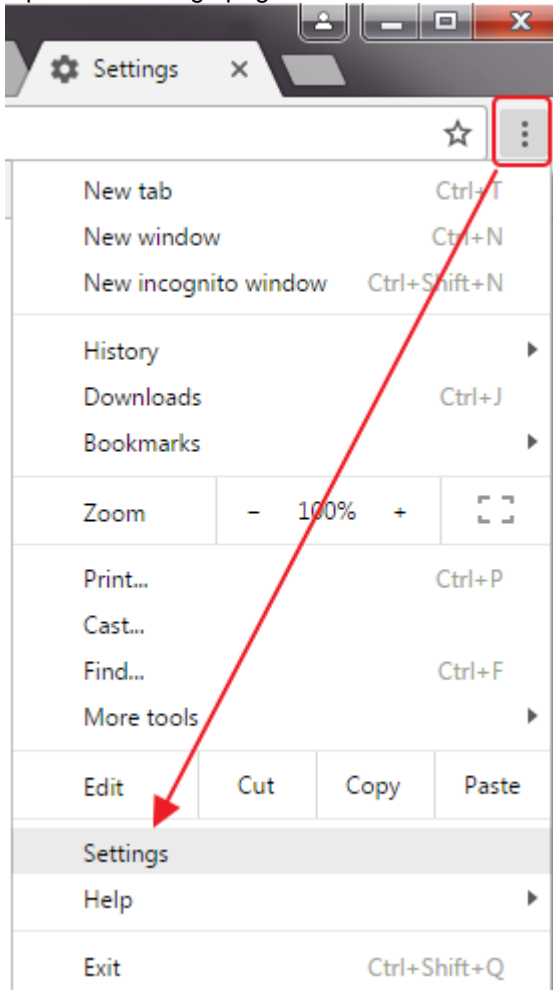 Settings
New tab Ctrl+T
New window Ctrl+N
New incognito window Ctrl+Shift+N
History
Downloads Ctrl+J
Bookmarks
Zoom - 100% +
Print... Ctrl+P
Cast...
Find... Ctrl+F
More tools
Edit Cut Copy Paste
Settings
Help
Exit Ctrl+Shift+Q